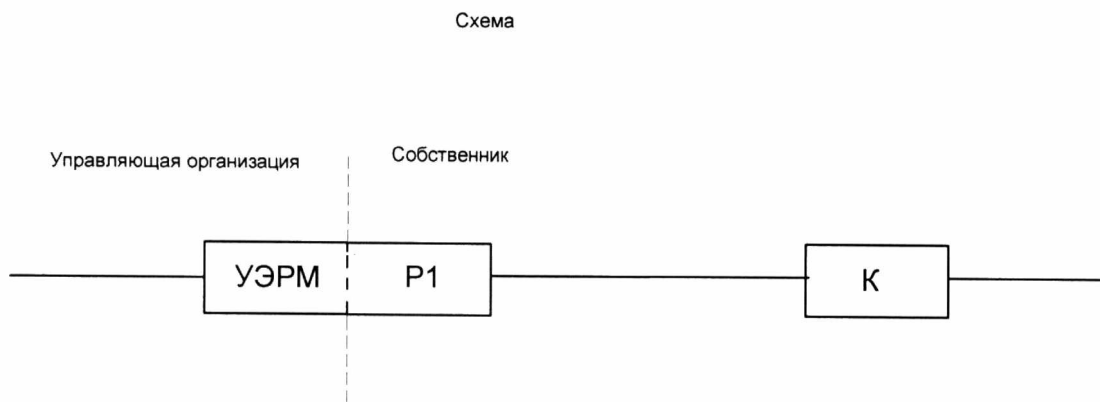 Схема
Управляющая организация
Собственник
УЭРМ
Р1
К